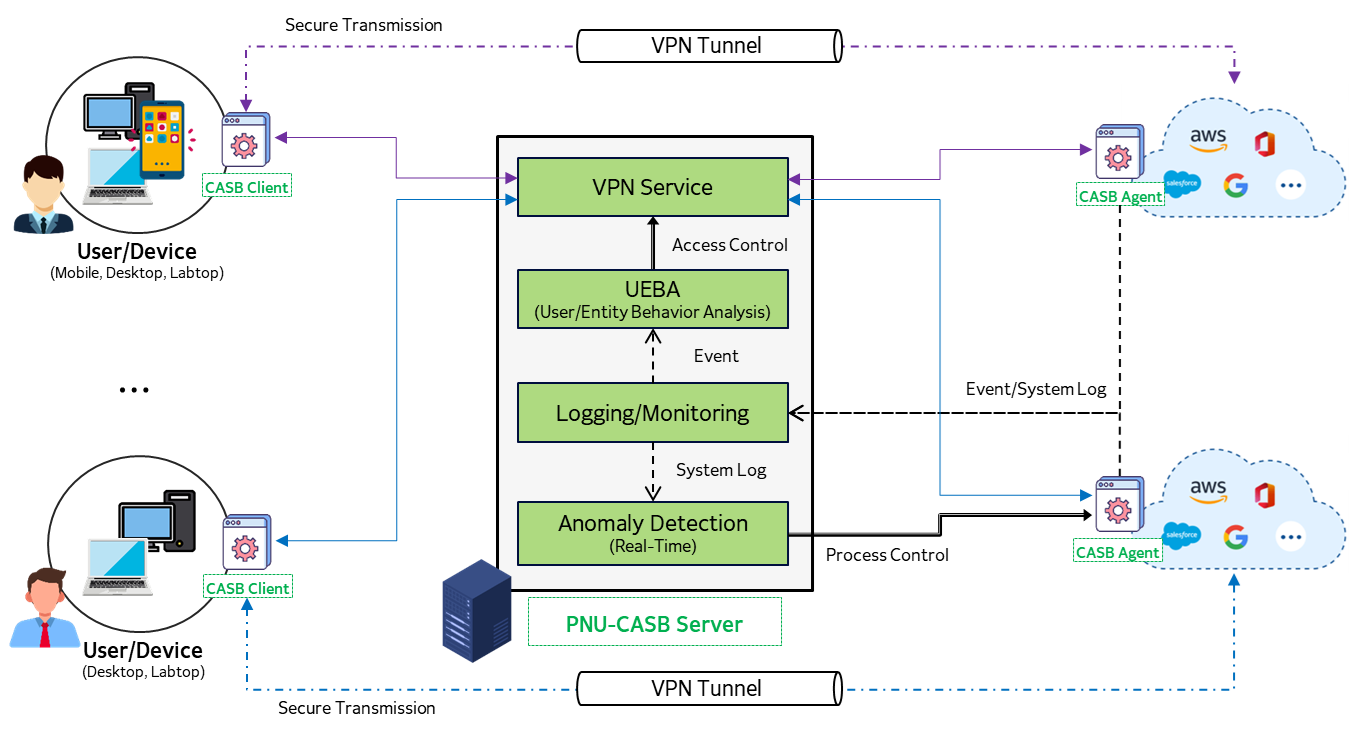 Secure Transmission
VPN Tunnel
aws
salesforce
CASB Client
VPN Service
CASB Agent
User/Device
(Mobile, Desktop, Labtop)
Access Control
UEBA
(User/Entity Behavior Analysis)
Event
...
Event/System Log
Logging/Monitoring
System Log
aws
salesforce
Anomaly Detection
(Real-Time)
Process Control
CASB Agent
CASB Client
PNU-CASB Server
User/Device
(Desktop, Labtop)
VPN Tunnel
Secure Transmission